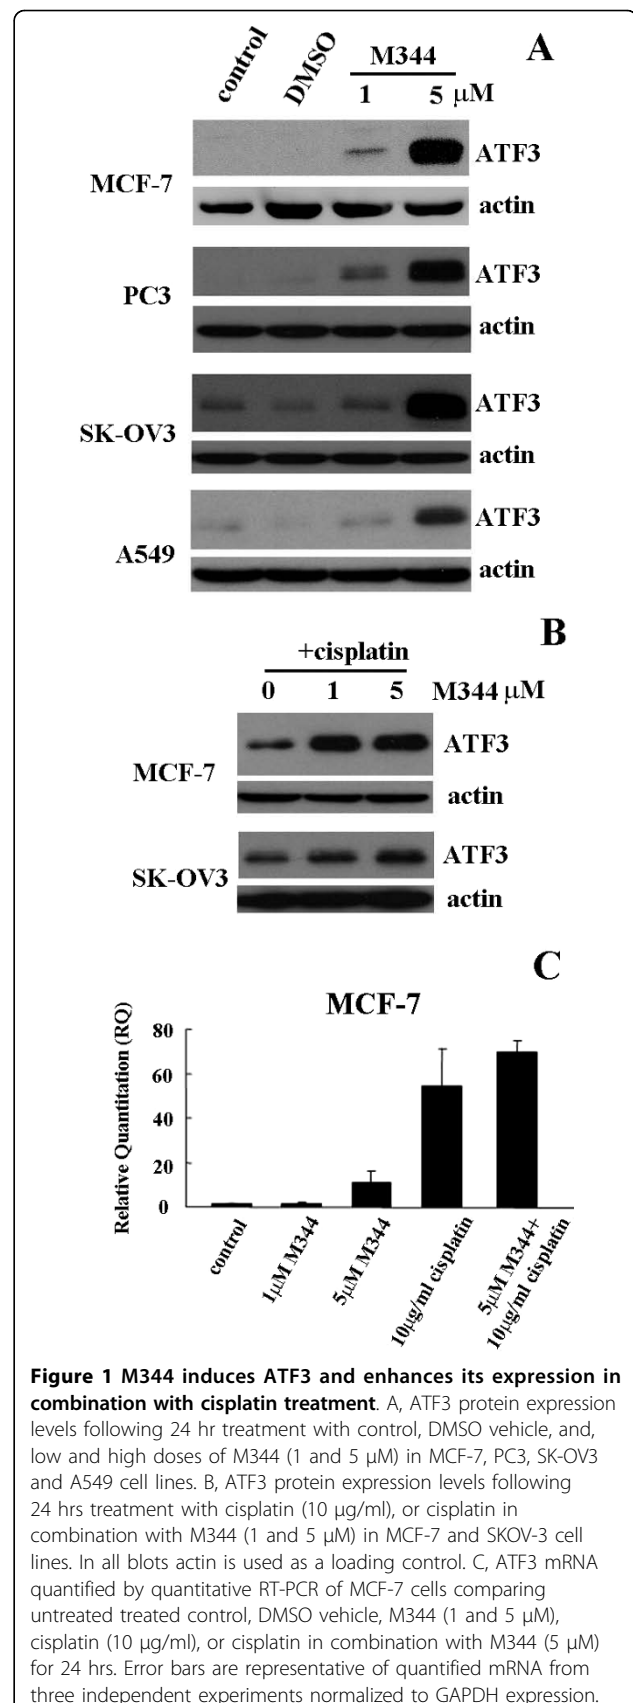 A
control
DMSO
M344
1
5 μM
MCF-7
ATF3
actin
PC3
ATF3
actin
SK-OV3
ATF3
actin
A549
ATF3
actin
B
+cisplatin
0 1 5 M344 μM
MCF-7
ATF3
actin
SK-OV3
ATF3
actin
C
MCF-7
Relative Quantitation (RQ)
80
60
40
20
0
control
1μM M344
5μM M344
10μg/ml cisplatin
5μM M344+
10μg/ml cisplatin
Figure 1 M344 induces ATF3 and enhances its expression in
combination with cisplatin treatment. A, ATF3 protein expression
levels following 24 hr treatment with control, DMSO vehicle, and,
low and high doses of M344 (1 and 5 μM) in MCF-7, PC3, SK-OV3
and A549 cell lines. B, ATF3 protein expression levels following
24 hrs treatment with cisplatin (10 μg/ml), or cisplatin in
combination with M344 (1 and 5 μM) in MCF-7 and SKOV-3 cell
lines. In all blots actin is used as a loading control. C, ATF3 mRNA
quantified by quantitative RT-PCR of MCF-7 cells comparing
untreated treated control, DMSO vehicle, M344 (1 and 5 μM),
cisplatin (10 μg/ml), or cisplatin in combination with M344 (5 μM)
for 24 hrs. Error bars are representative of quantified mRNA from
three independent experiments normalized to GAPDH expression.